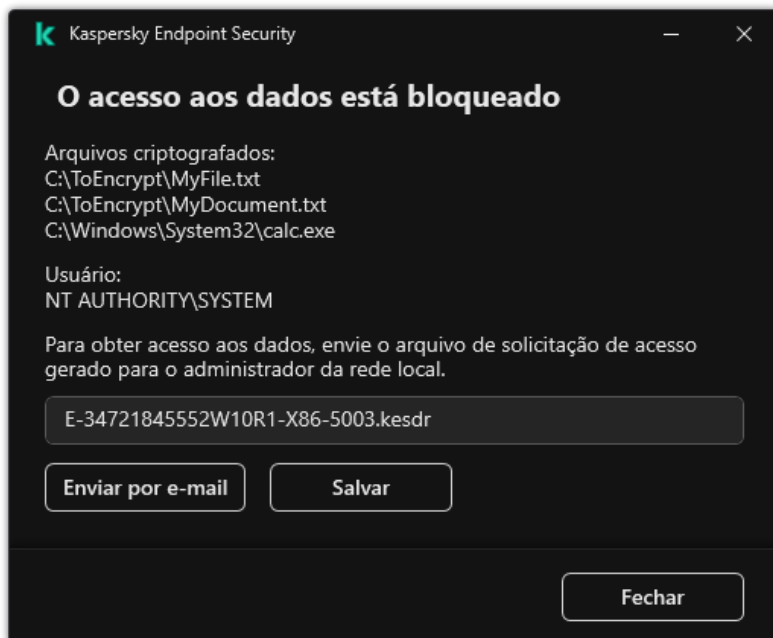 Kaspersky Endpoint Security
O acesso aos dados está bloqueado
Arquivos criptografados:
C:\ToEncrypt\MyFile.txt
C:\ToEncrypt\MyDocument.txt
C:\Windows\System32\calc.exe
Usuário:
NT AUTHORITY\SYSTEM
Para obter acesso aos dados, envie o arquivo de solicitação de acesso
gerado para o administrador da rede local.
E-34721845552W10R1-X86-5003.kesdr
Enviar por e-mail
Salvar
Fechar